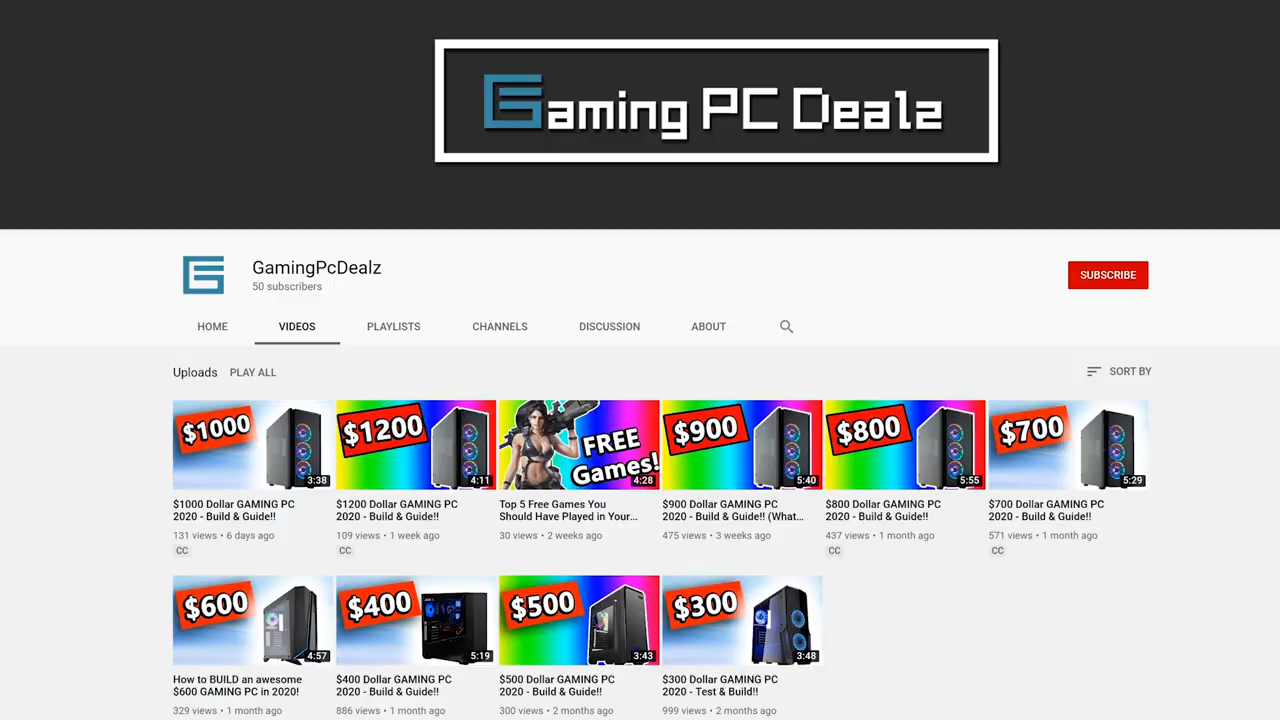 Gaming PC Dealz
GamingPcDealz
50 subscribers
SUBSCRIBE
HOME VIDEOS PLAYLISTS CHANNELS DISCUSSION ABOUT
Uploads PLAY ALL SORT BY
$1000 $1200 FREE Games! $900 $800 $700
3:38 4:11 4:28 5:40 5:55 5:29
$1000 Dollar GAMING PC
2020 - Build & Guide!!
131 views • 6 days ago
CC
$1200 Dollar GAMING PC
2020 - Build & Guide!!
109 views • 1 week ago
CC
Top 5 Free Games You
Should Have Played in Your...
30 views • 2 weeks ago
$900 Dollar GAMING PC
2020 - Build & Guide!! (What...
475 views • 3 weeks ago
$800 Dollar GAMING PC
2020 - Build & Guide!!
437 views • 1 month ago
CC
$700 Dollar GAMING PC
2020 - Build & Guide!!
571 views • 1 month ago
CC
$600 $400 $500 $300
4:57 5:19 3:43 3:48
How to BUILD an awesome
$600 GAMING PC in 2020!
329 views • 1 month ago
$400 Dollar GAMING PC
2020 - Build & Guide!!
886 views • 1 month ago
$500 Dollar GAMING PC
2020 - Build & Guide!!
300 views • 2 months ago
$300 Dollar GAMING PC
2020 - Test & Build!!
999 views • 2 months ago